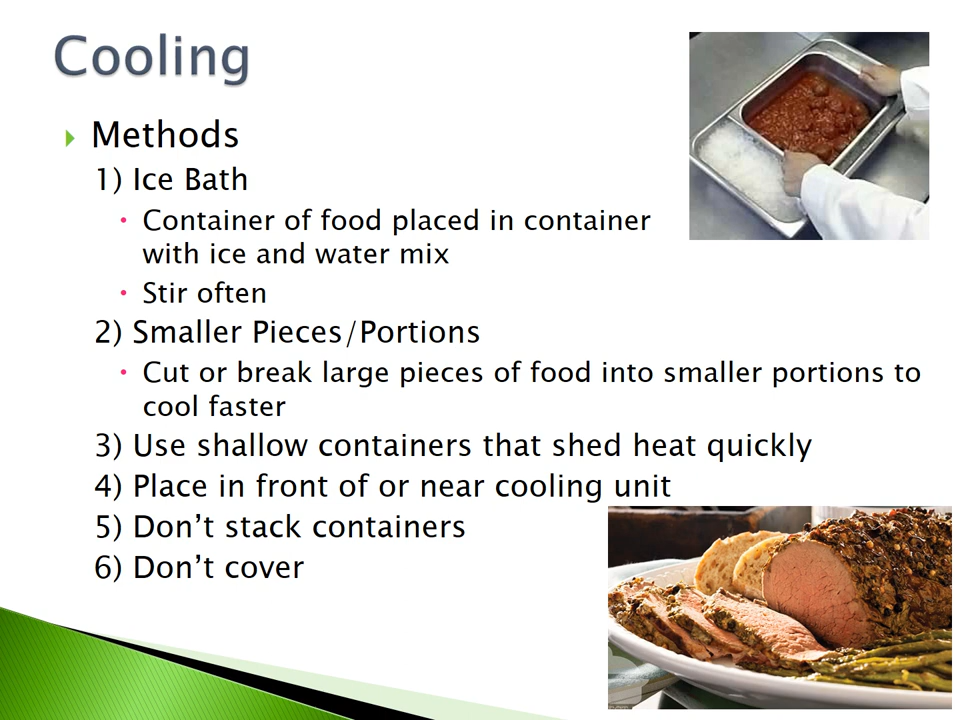 Cooling
Methods
1) Ice Bath
Container of food placed in container
with ice and water mix
Stir often
2) Smaller Pieces/Portions
Cut or break large pieces of food into smaller portions to
cool faster
3) Use shallow containers that shed heat quickly
4) Place in front of or near cooling unit
5) Don’t stack containers
6) Don’t cover